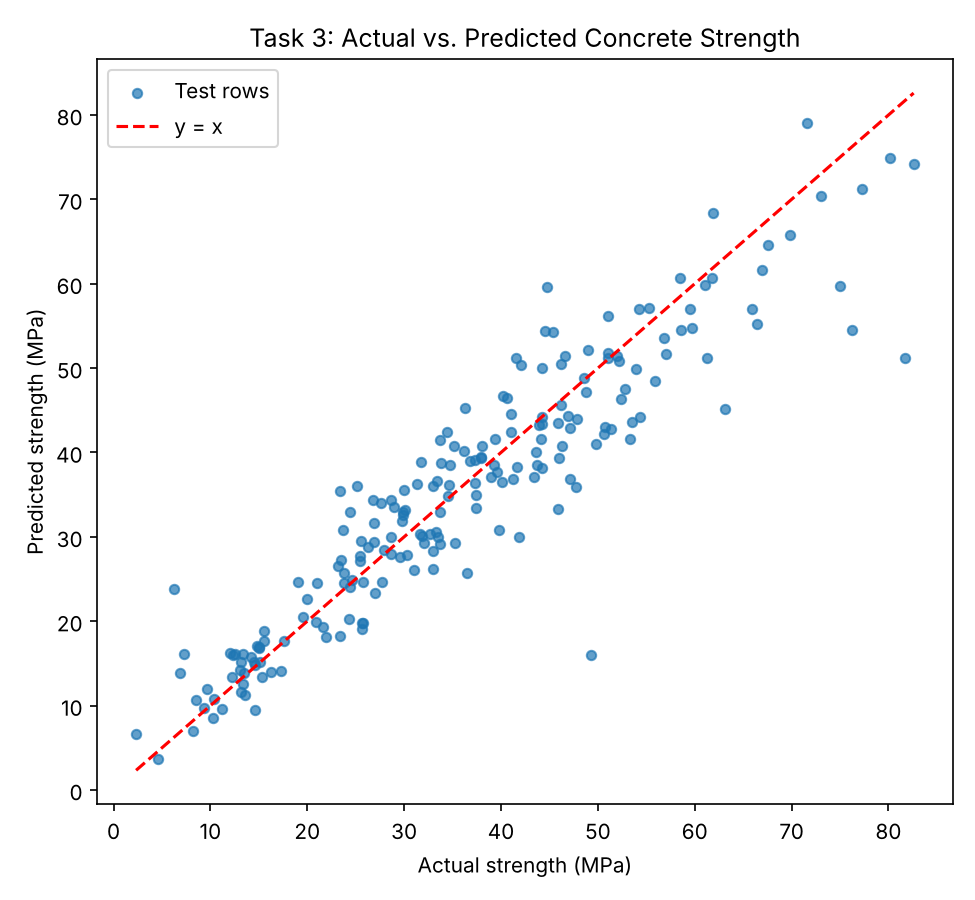 Task 3: Actual vs. Predicted Concrete Strength
Test rows
y = x
Predicted strength (MPa)
80
70
60
50
40
30
20
10
0
0 10 20 30 40 50 60 70 80
Actual strength (MPa)